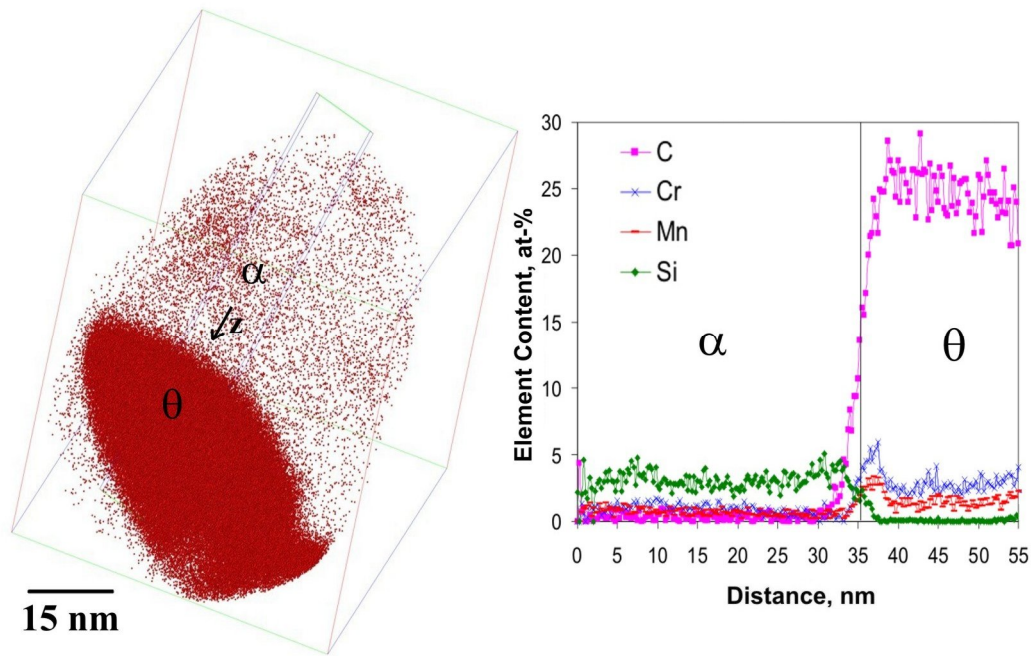 α
z
θ
15 nm
Element Content, at-%
30
25
20
15
10
5
0
C
Cr
Mn
Si
α
θ
0 5 10 15 20 25 30 35 40 45 50 55
Distance, nm